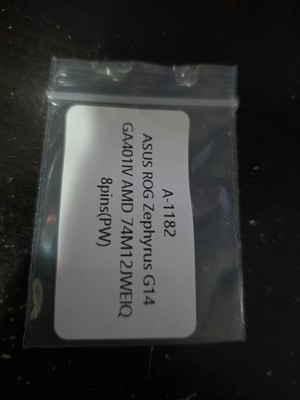 A-1182
ASUS ROG Zephyrus G14
GA401IV AMD 74M12JWEIQ
8pins(PW)